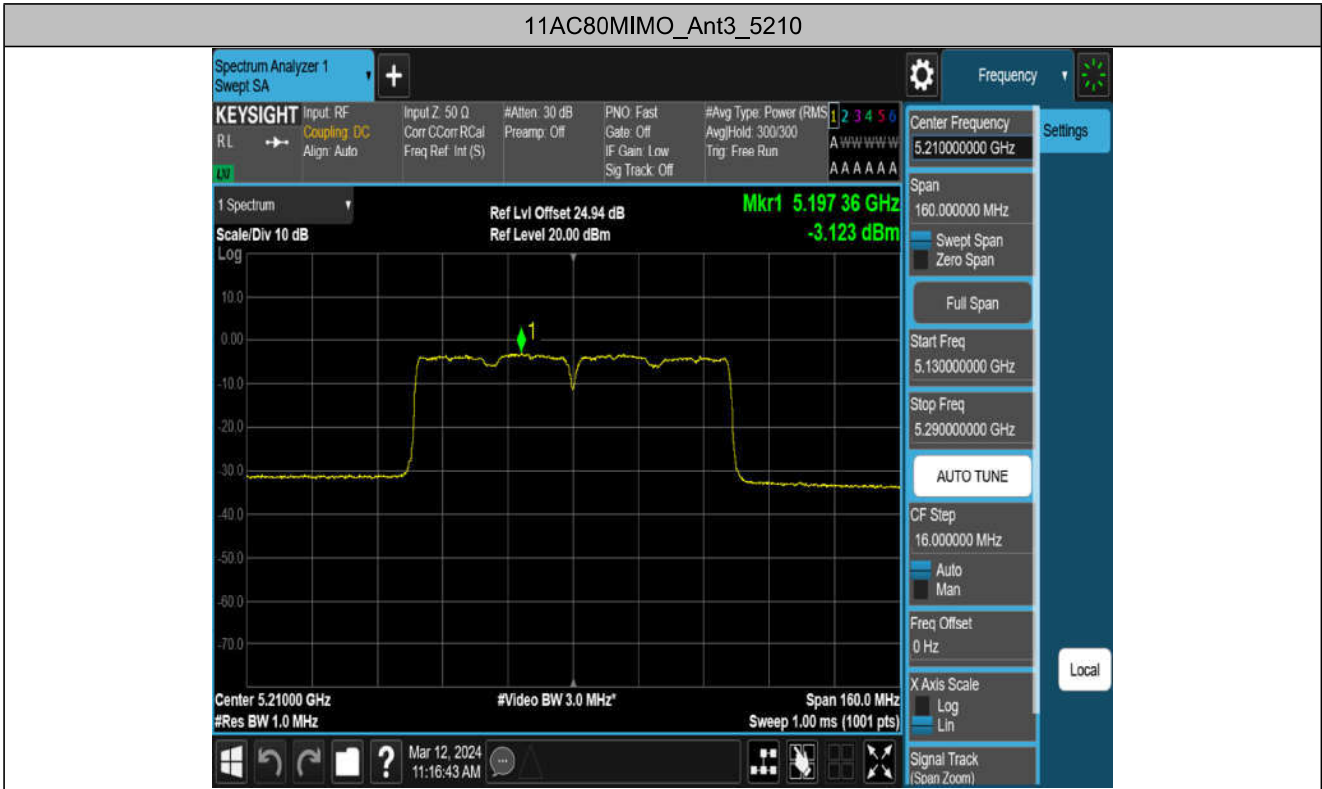 11AC80MIMO_Ant3_5210
Spectrum Analyzer 1
Swept SA
+
Frequency
KEYSIGHT
RL
LXI
Input: RF
Coupling: DC
Align: Auto
Input Z: 50 Ω
Corr CCorr RCal
Freq Ref: Int (S)
#Atten: 30 dB
Preamp: Off
PNO: Fast
Gate: Off
IF Gain: Low
Sig Track: Off
#Avg Type: Power (RMS
Avg|Hold: 300/300
Trig: Free Run
1 2 3 4 5 6
A W W W W W
A A A A A A
Center Frequency
5.210000000 GHz
Settings
Span
160.000000 MHz
Swept Span
Zero Span
Full Span
Start Freq
5.130000000 GHz
Stop Freq
5.290000000 GHz
AUTO TUNE
CF Step
16.000000 MHz
Auto
Man
Freq Offset
0 Hz
X Axis Scale
Log
Lin
Signal Track
(Span Zoom)
Local
1 Spectrum
Scale/Div 10 dB
Log
Ref Lvl Offset 24.94 dB
Ref Level 20.00 dBm
Mkr1 5.197 36 GHz
-3.123 dBm
10.0
0.00
-10.0
-20.0
-30.0
-40.0
-50.0
-60.0
-70.0
1
Center 5.21000 GHz
#Res BW 1.0 MHz
#Video BW 3.0 MHz*
Span 160.0 MHz
Sweep 1.00 ms (1001 pts)
?
Mar 12, 2024
11:16:43 AM